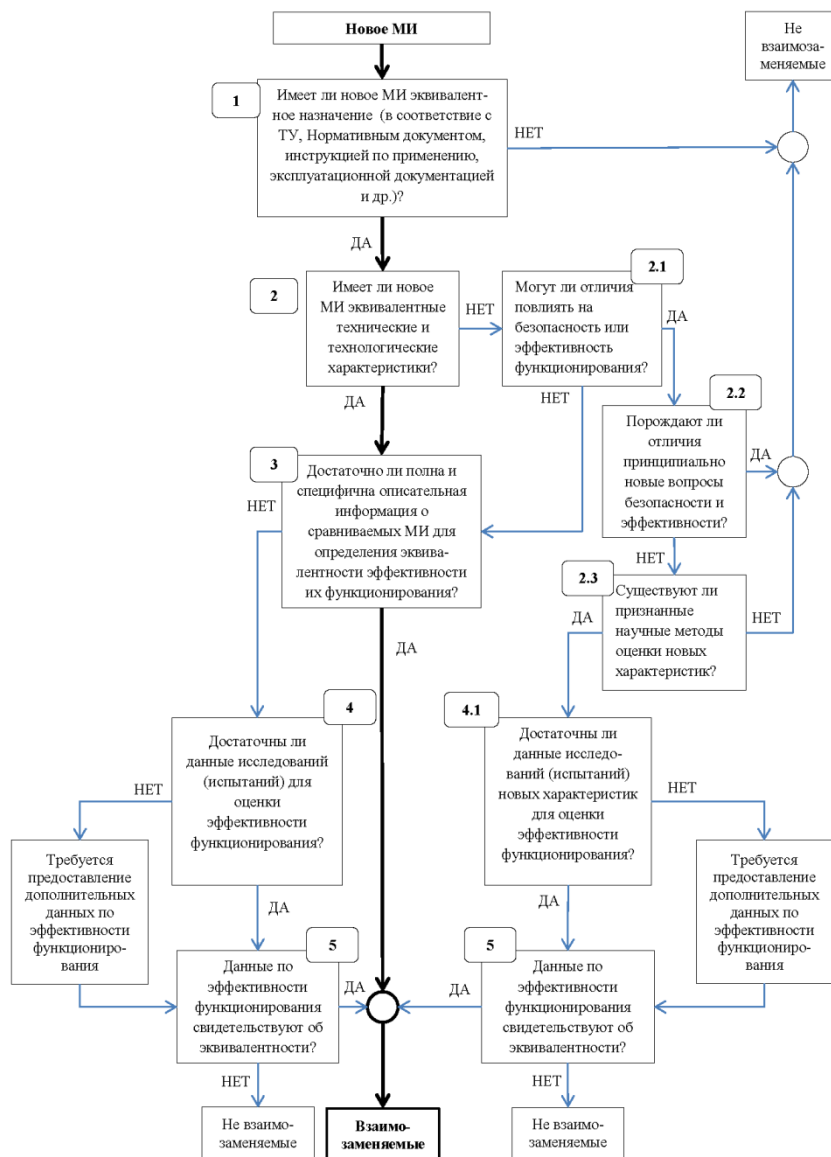 Новое МИ
Не
взаимоза-
меняемые
1
Имеет ли новое МИ эквивалент-
ное назначение (в соответствие с
ТУ, Нормативным документом,
инструкцией по применению,
эксплуатационной документацией
и др.)?
НЕТ
ДА
2
Имеет ли новое
МИ эквивалентные
технические и
технологические
характеристики?
НЕТ
2.1
Могут ли отличия
повлиять на
безопасность или
эффективность
функционирования?
ДА
ДА
НЕТ
2.2
Порождают ли
отличия
принципиально
новые вопросы
безопасности и
эффективности?
ДА
НЕТ
3
Достаточно ли полна и
специфична описательная
информация о
сравниваемых МИ для
определения эквива-
лентности эффективности
их функционирования?
НЕТ
ДА
2.3
Существуют ли
признанные
научные методы
оценки новых
характеристик?
ДА
НЕТ
4
Достаточны ли
данные исследований
(испытаний) для
оценки
эффективности
функционирования?
НЕТ
ДА
4.1
Достаточны ли
данные исследо-
ваний (испытаний)
новых характеристик
для оценки
эффективности
функционирования?
НЕТ
ДА
Требуется
предоставление
дополнительных
данных по
эффективности
функциониро-
вания
Требуется
предоставление
дополнительных
данных по
эффективности
функциониро-
вания
5
Данные по
эффективности
функционирования
свидетельствуют об
эквивалентности?
ДА
НЕТ
5
Данные по
эффективности
функционирования
свидетельствуют об
эквивалентности?
ДА
НЕТ
Не взаимо-
заменяемые
Взаимо-
заменяемые
Не взаимо-
заменяемые